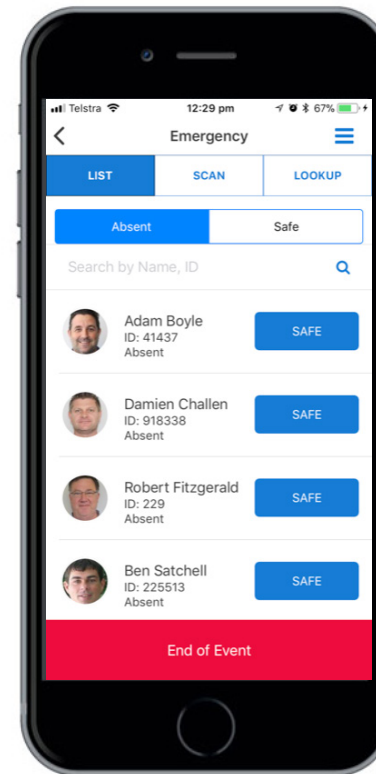 Telstra 12:29 pm 67%
Emergency
LIST SCAN LOOKUP
Absent Safe
Search by Name, ID
Adam Boyle
ID: 41437
Absent
SAFE
Damien Challen
ID: 918338
Absent
SAFE
Robert Fitzgerald
ID: 229
Absent
SAFE
Ben Satchell
ID: 225513
Absent
SAFE
End of Event